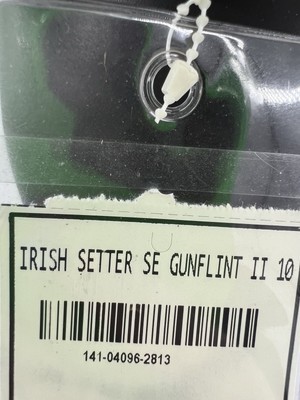 IRISH SETTER SE GUNFLINT II 10
141-04096-2813